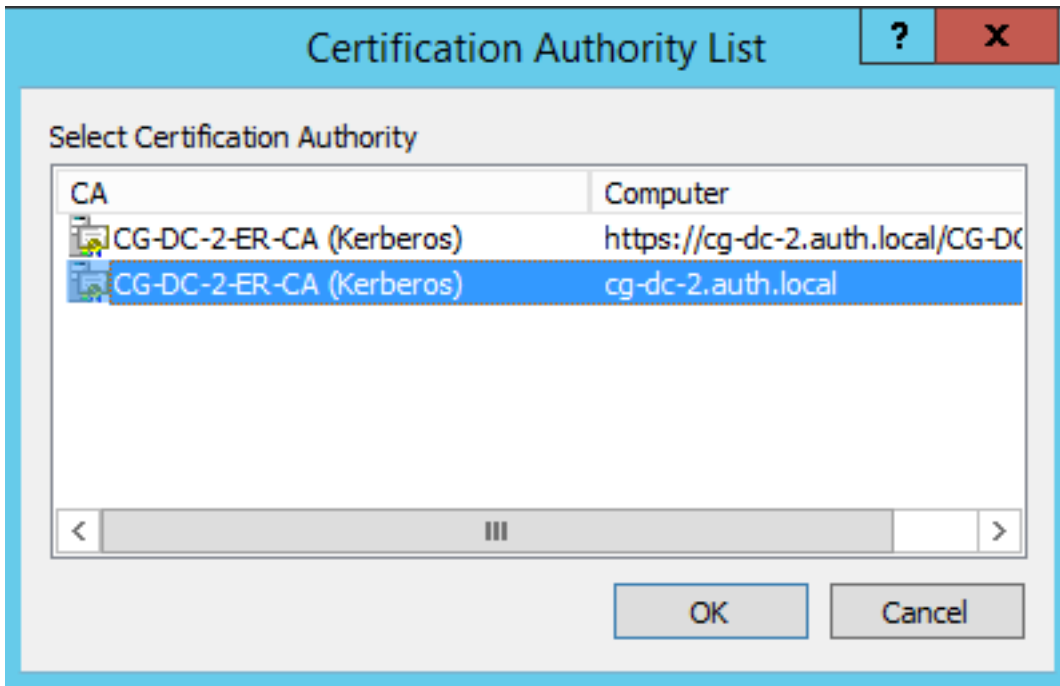 Certification Authority List
? x
Select Certification Authority
CA Computer
CG-DC-2-ER-CA (Kerberos) https://cg-dc-2.auth.local/CG-DC
CG-DC-2-ER-CA (Kerberos) cg-dc-2.auth.local
OK Cancel